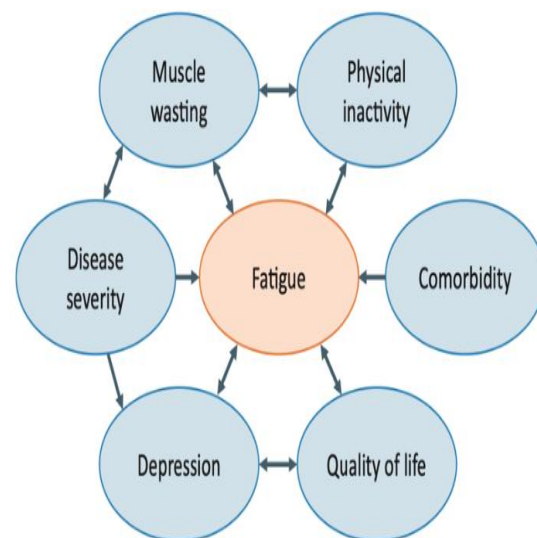 Muscle
wasting
Physical
inactivity
Disease
severity
Fatigue
Comorbidity
Depression
Quality of life